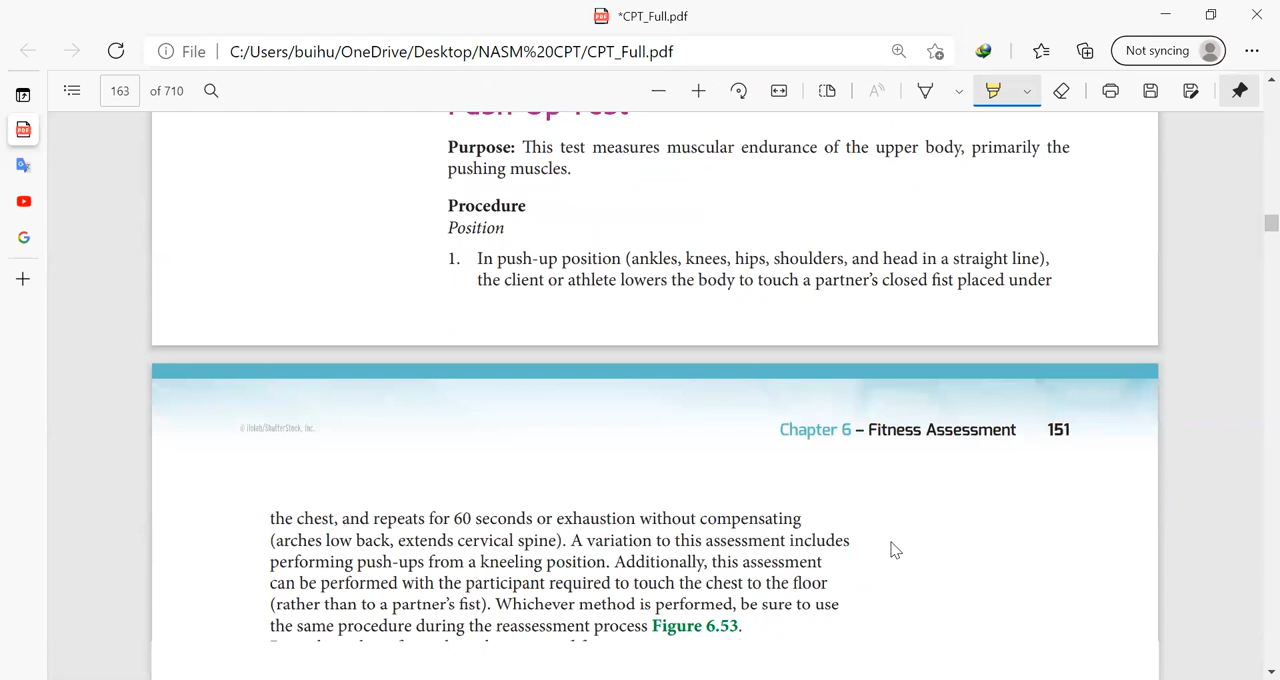 *CPT_Full.pdf
File | C:/Users/buihu/OneDrive/Desktop/NASM%20CPT/CPT_Full.pdf
Not syncing
163 of 710
Push-Up Test
Purpose: This test measures muscular endurance of the upper body, primarily the
pushing muscles.
Procedure
Position
1. In push-up position (ankles, knees, hips, shoulders, and head in a straight line),
the client or athlete lowers the body to touch a partner's closed fist placed under
Chapter 6 – Fitness Assessment 151
the chest, and repeats for 60 seconds or exhaustion without compensating
(arches low back, extends cervical spine). A variation to this assessment includes
performing push-ups from a kneeling position. Additionally, this assessment
can be performed with the participant required to touch the chest to the floor
(rather than to a partner's fist). Whichever method is performed, be sure to use
the same procedure during the reassessment process Figure 6.53.